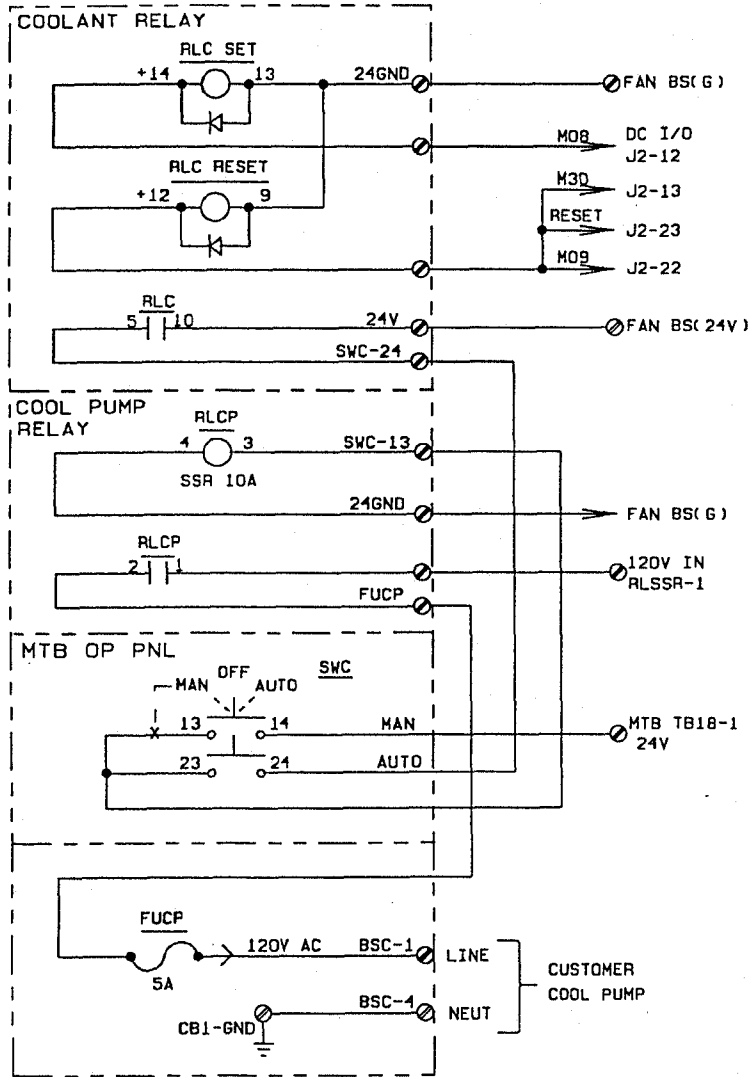 COOLANT RELAY
RLC SET
+14 13 24GND FAN BS(G)
M08 DC I/O
J2-12
RLC RESET
+12 9
M30 J2-13
RESET J2-23
M09 J2-22
RLC
5 10 24V FAN BS(24V)
SWC-24
COOL PUMP
RELAY
RLCP
4 3 SWC-13
SSR 10A
24GND FAN BS(G)
RLCP
2 1 120V IN
RLSSR-1
FUCP
MTB OP PNL
SWC
OFF
MAN AUTO
13 14 MAN MTB TB18-1
24V
23 24 AUTO
FUCP
5A
120V AC BSC-1 LINE
CUSTOMER
COOL PUMP
BSC-4 NEUT
CB1-GND